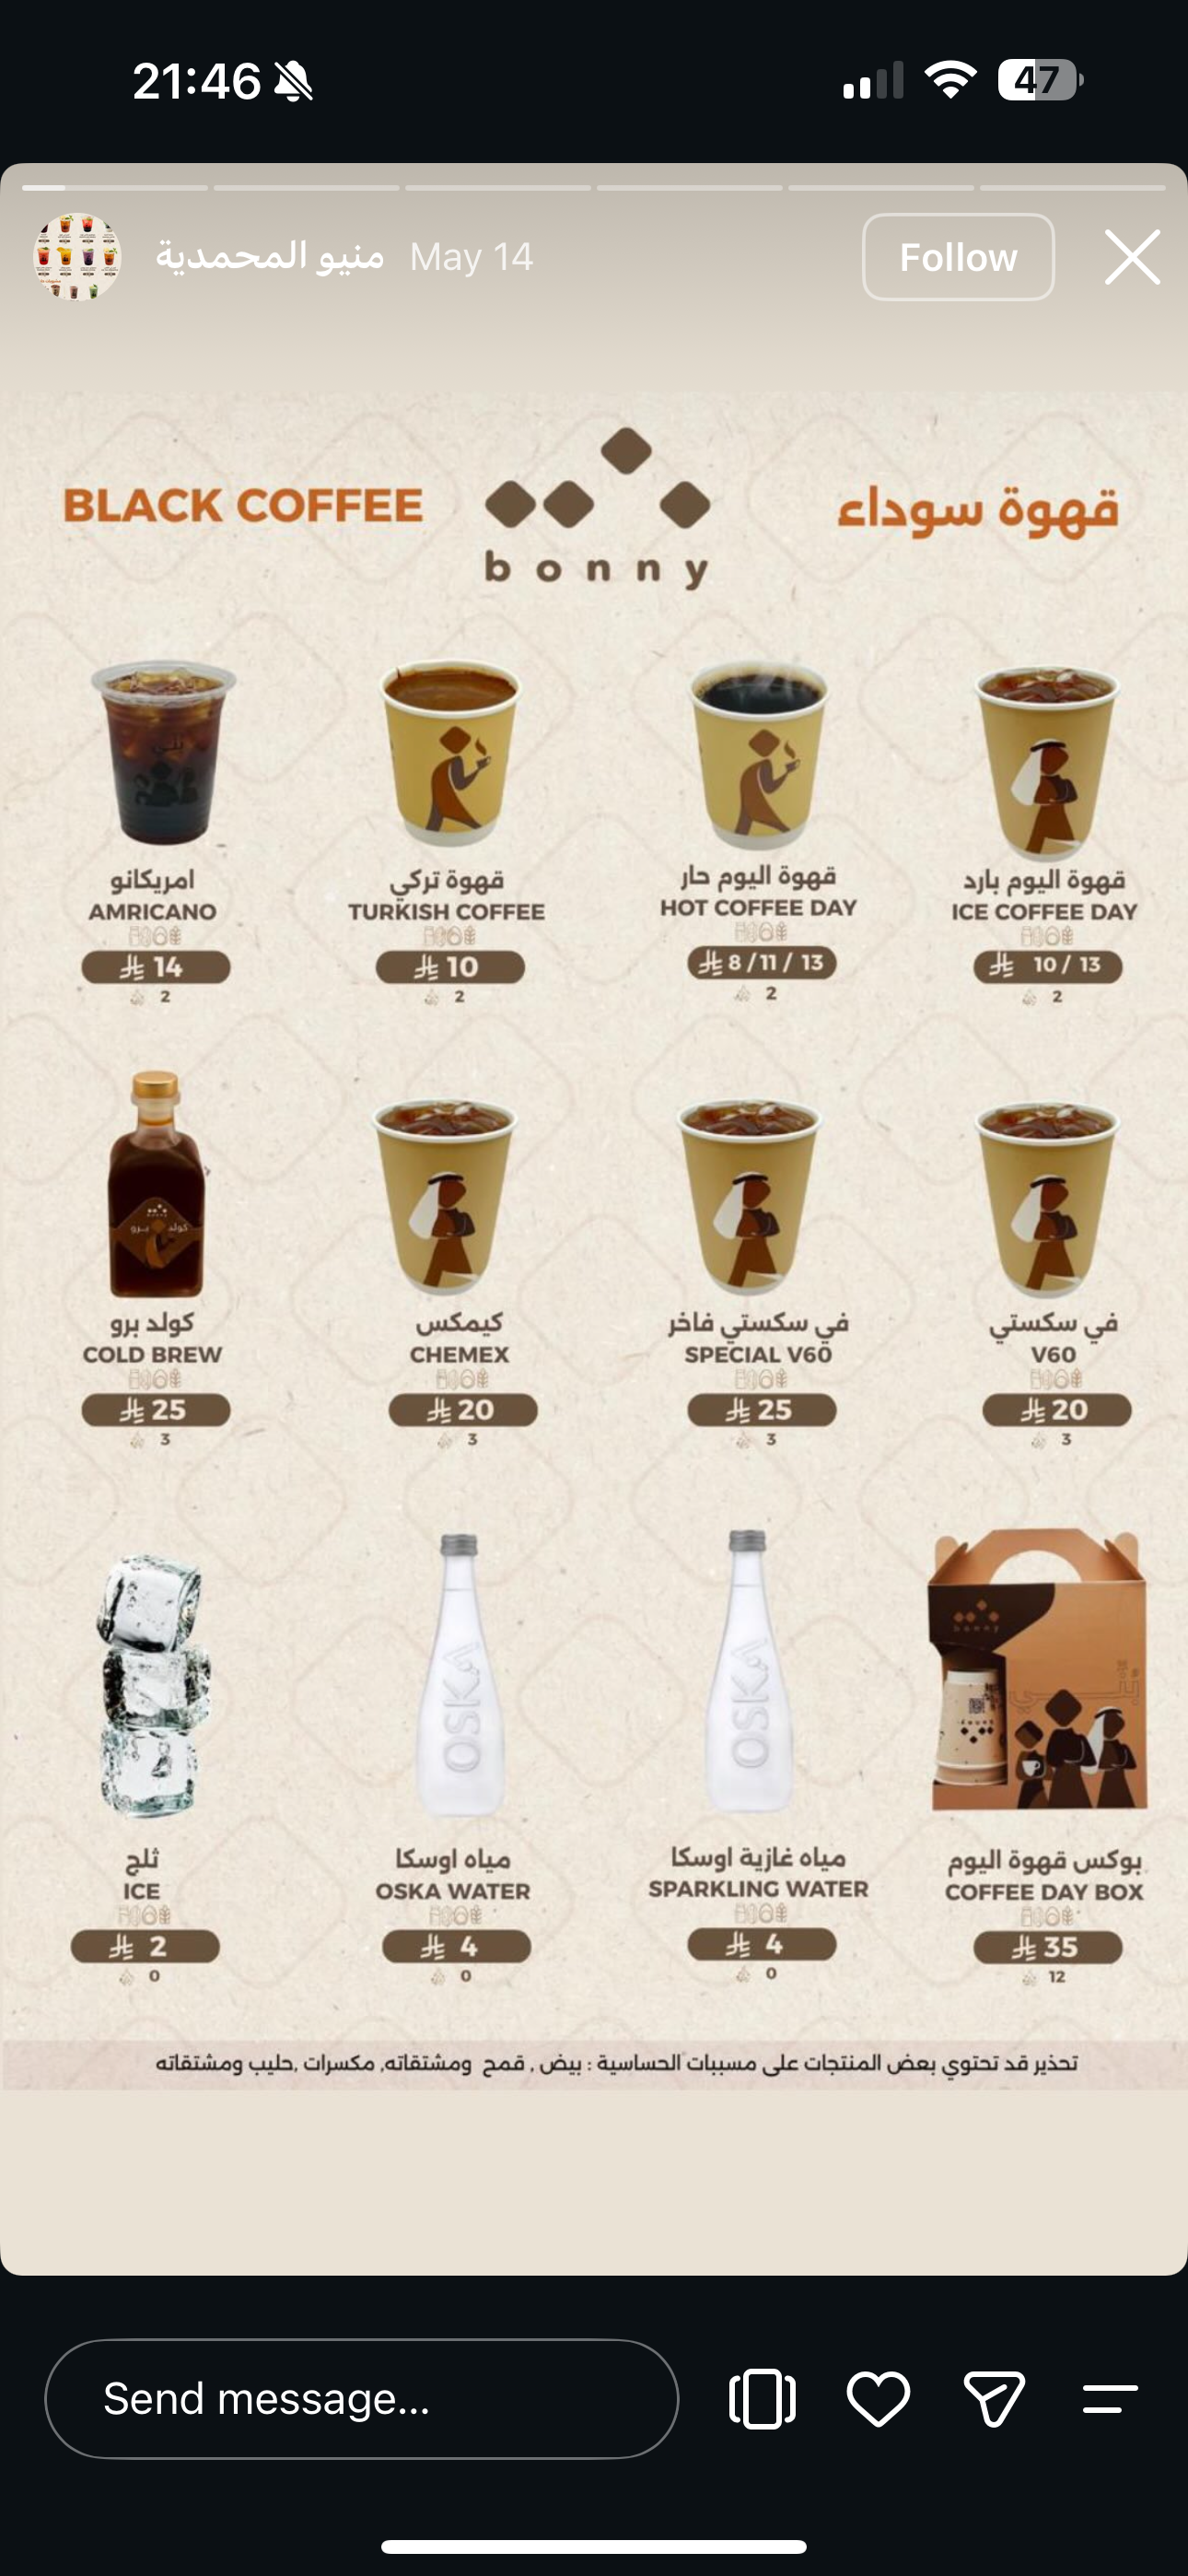 21:46
47
منيو المحمدية May 14
Follow
BLACK COFFEE
قهوة سوداء
bonny
امريكانو
AMRICANO
14
2
قهوة تركي
TURKISH COFFEE
10
2
قهوة اليوم حار
HOT COFFEE DAY
8 / 11 / 13
2
قهوة اليوم بارد
ICE COFFEE DAY
10 / 13
2
كولد برو
كولد برو
COLD BREW
25
3
كيمكس
CHEMEX
20
3
في سكستي فاخر
SPECIAL V60
25
3
في سكستي
V60
20
3
ثلج
ICE
2
0
OSKA
مياه اوسكا
OSKA WATER
4
0
OSKA
مياه غازية اوسكا
SPARKLING WATER
4
0
bonny
بوكس قهوة اليوم
COFFEE DAY BOX
35
12
تحذير قد تحتوي بعض المنتجات على مسببات الحساسية : بيض , قمح ومشتقاته, مكسرات ,حليب ومشتقاته
Send message...